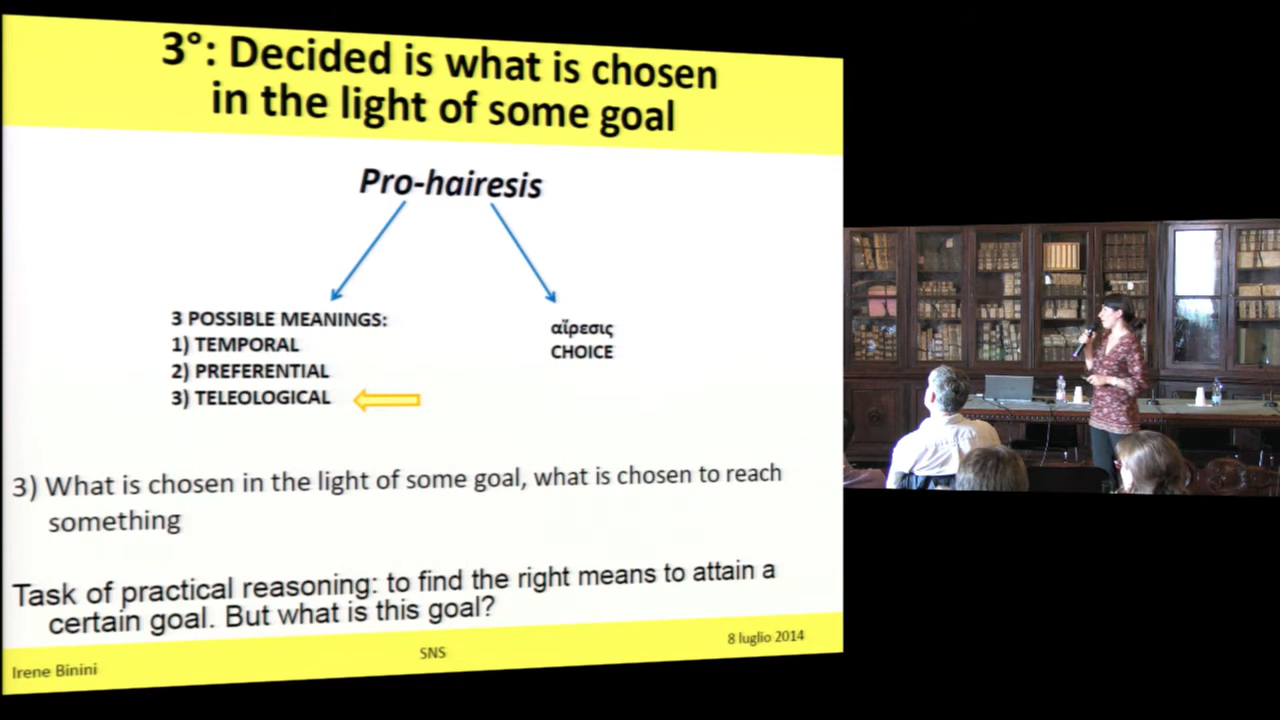 3°: Decided is what is chosen
in the light of some goal
Pro-hairesis
3 POSSIBLE MEANINGS:
1) TEMPORAL
2) PREFERENTIAL
3) TELEOLOGICAL
αἵρεσις
CHOICE
3) What is chosen in the light of some goal, what is chosen to reach
something
Task of practical reasoning: to find the right means to attain a
certain goal. But what is this goal?
Irene Binini
SNS
8 luglio 2014